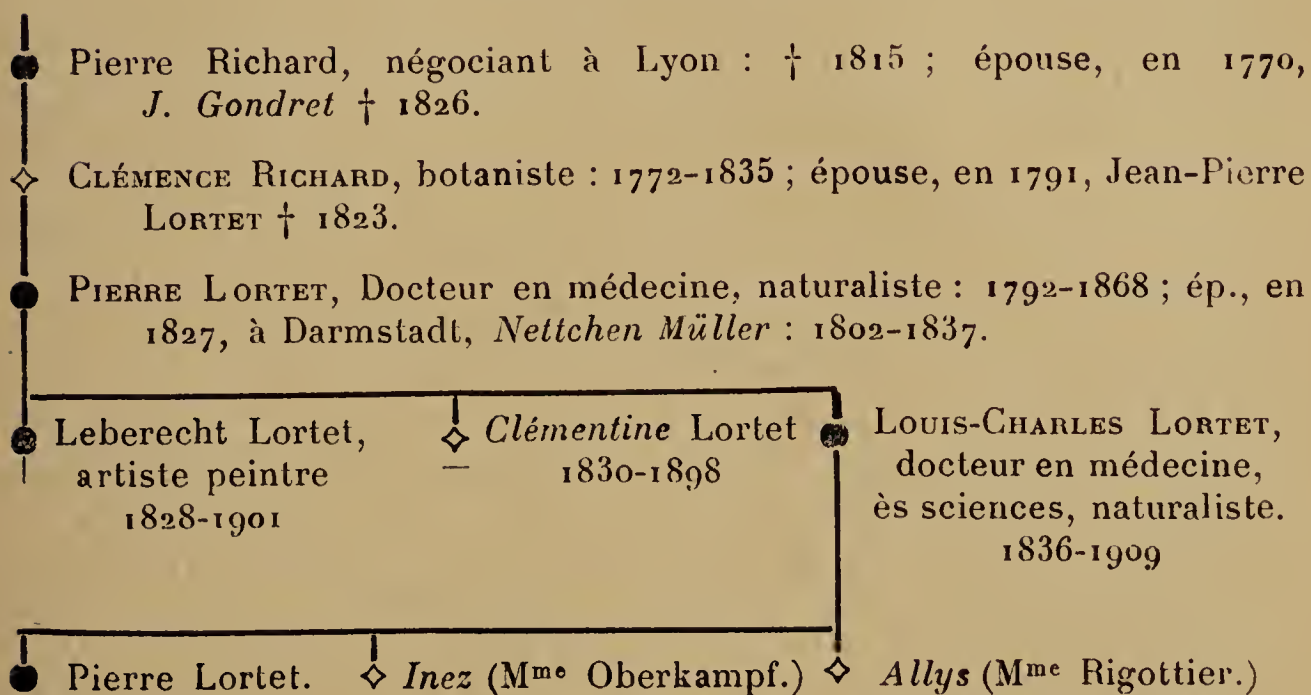 Pierre Richard, négociant à Lyon : † 1815 ; épouse, en 1770,
J. Gondret † 1826.
CLÉMENCE RICHARD, botaniste : 1772-1835 ; épouse, en 1791, Jean-Pierre
LORTET † 1823.
PIERRE LORTET, Docteur en médecine, naturaliste : 1792-1868 ; ép., en
1827, à Darmstadt, Nettchen Müller : 1802-1837.
Leberecht Lortet,
artiste peintre
1828-1901
Clémentine Lortet
1830-1898
LOUIS-CHARLES LORTET,
docteur en médecine,
ès sciences, naturaliste.
1836-1909
Pierre Lortet.
Inez (Mme Oberkampf.)
Allys (Mme Rigottier.)